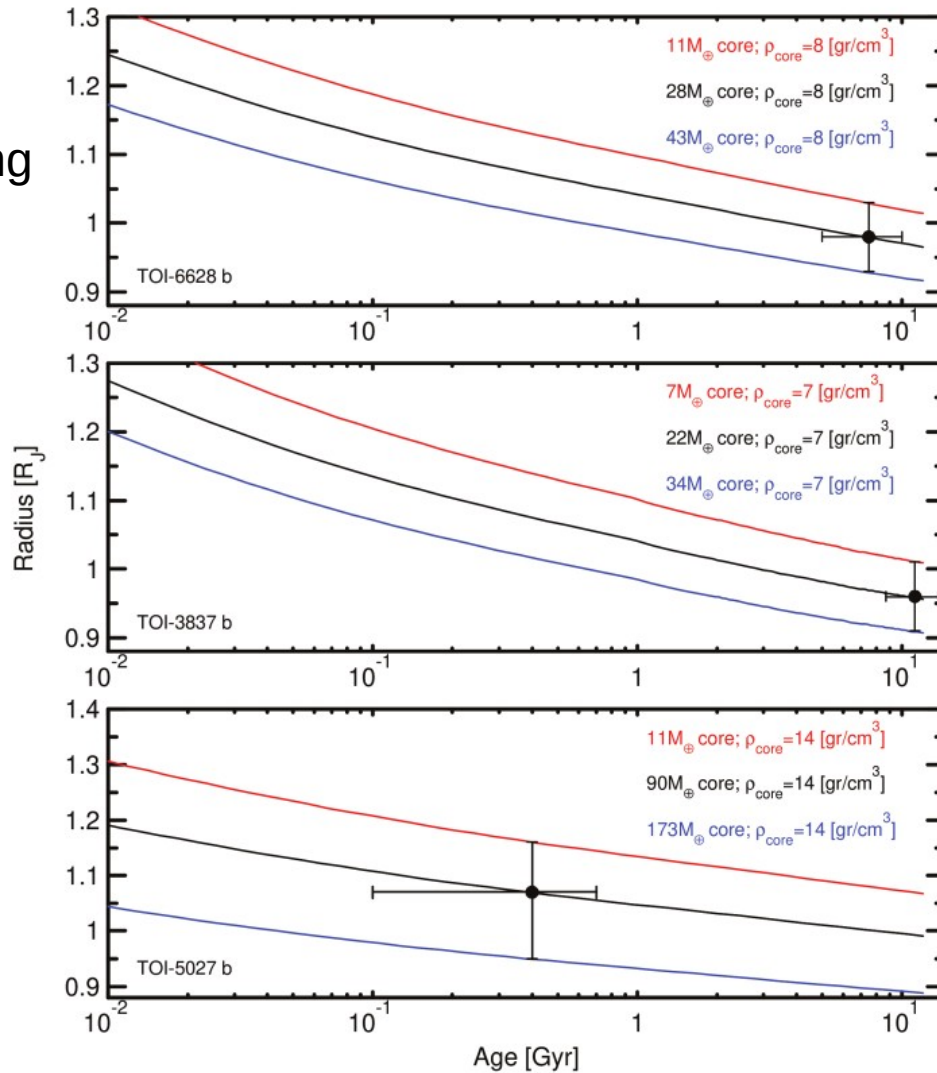 ng
1.3
1.2
1.1
1
0.9
11M⊕ core; ρcore=8 [gr/cm³]
28M⊕ core; ρcore=8 [gr/cm³]
43M⊕ core; ρcore=8 [gr/cm³]
TOI-6628 b
10⁻² 10⁻¹ 1 10¹
1.3
1.2
1.1
1
0.9
7M⊕ core; ρcore=7 [gr/cm³]
22M⊕ core; ρcore=7 [gr/cm³]
34M⊕ core; ρcore=7 [gr/cm³]
Radius [RJ]
TOI-3837 b
10⁻² 10⁻¹ 1 10¹
1.4
1.3
1.2
1.1
1
0.9
11M⊕ core; ρcore=14 [gr/cm³]
90M⊕ core; ρcore=14 [gr/cm³]
173M⊕ core; ρcore=14 [gr/cm³]
TOI-5027 b
10⁻² 10⁻¹ 1 10¹
Age [Gyr]